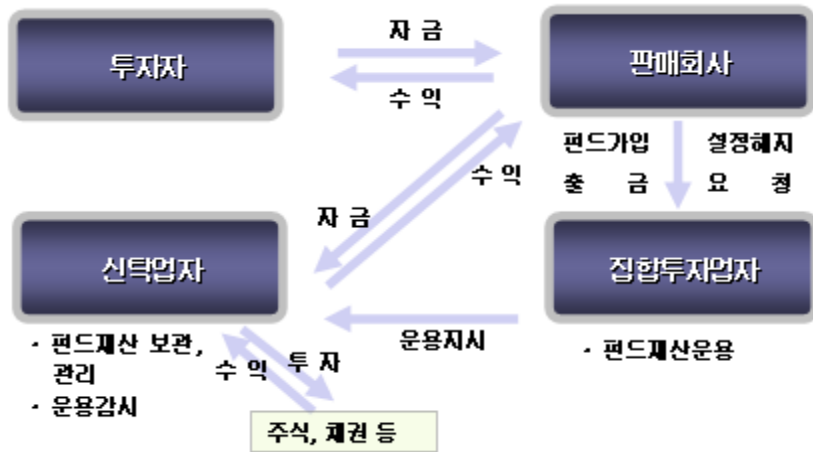 자 금
투자자
판매회사
수 익
펀드가입 설정해지
출 금 요 청
수 익
자 금
신탁업자
집합투자업자
운용지시
· 펀드재산 보관,
관리
· 운용감시
수 익
투 자
· 펀드재산운용
주식, 채권 등